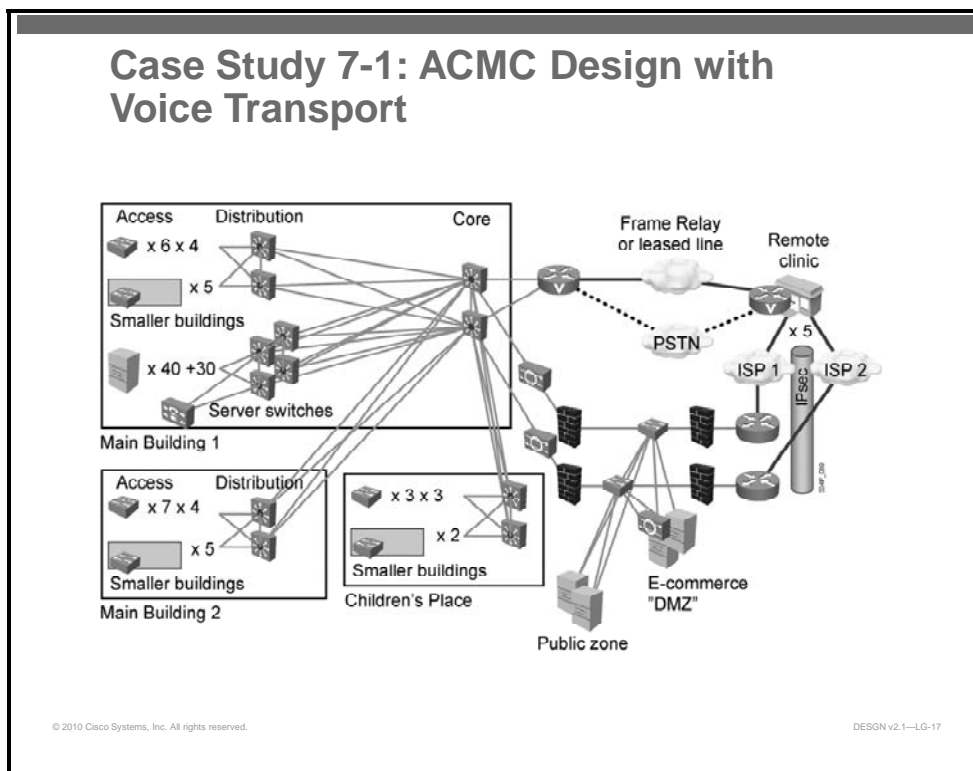 Case Study 7-1: ACMC Design with
Voice Transport
Access
Distribution
Core
x 6 x 4
x 5
Smaller buildings
x 40 +30
Server switches
Main Building 1
Frame Relay
or leased line
Remote
clinic
V
V
x 5
PSTN
ISP 1
ISP 2
IPsec
Access
Distribution
x 7 x 4
x 5
Smaller buildings
Main Building 2
x 3 x 3
x 2
Smaller buildings
Children's Place
E-commerce
"DMZ"
Public zone
© 2010 Cisco Systems, Inc. All rights reserved.
DESGN v2.1—LG-17